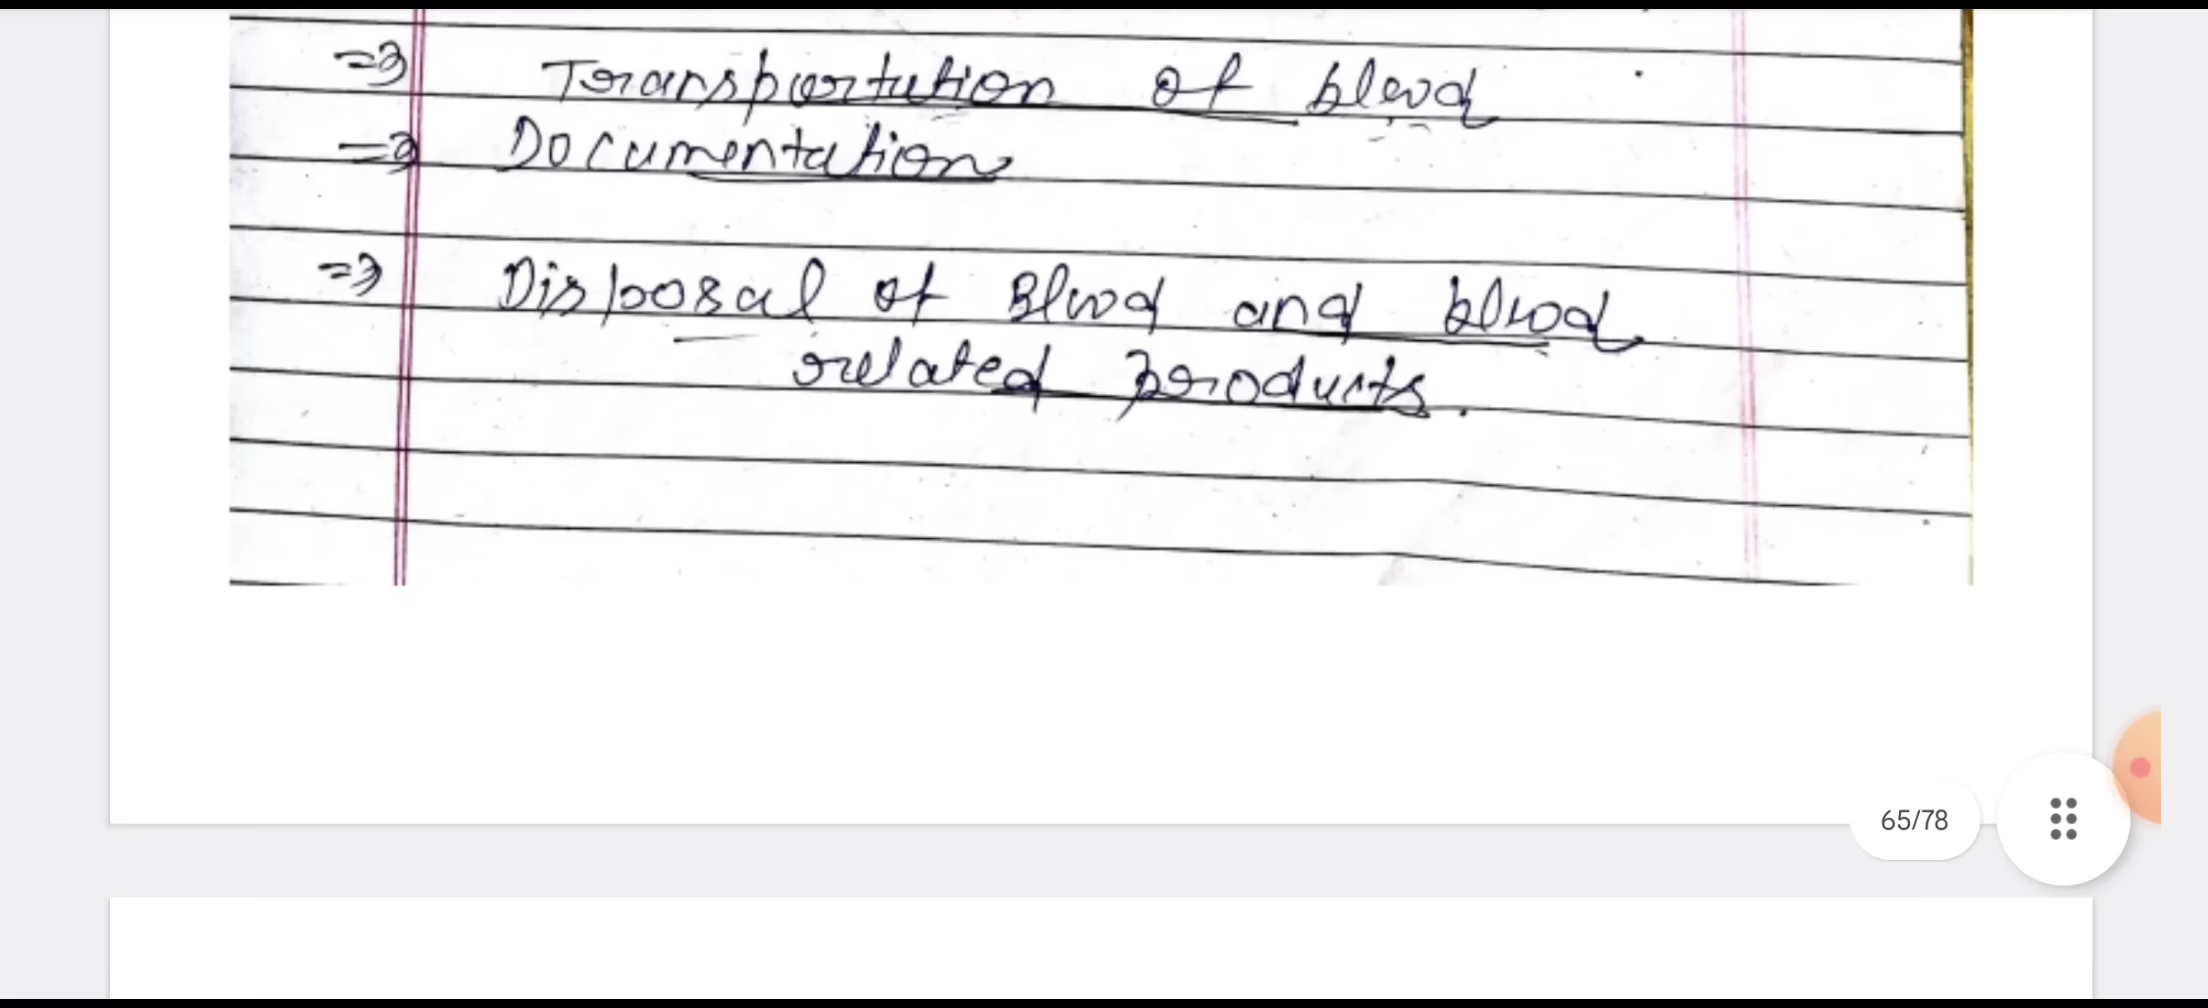 ⇒ Transportation of blood
⇒ Documentation
⇒ Disposal of Blood and blood
related products.
65/78